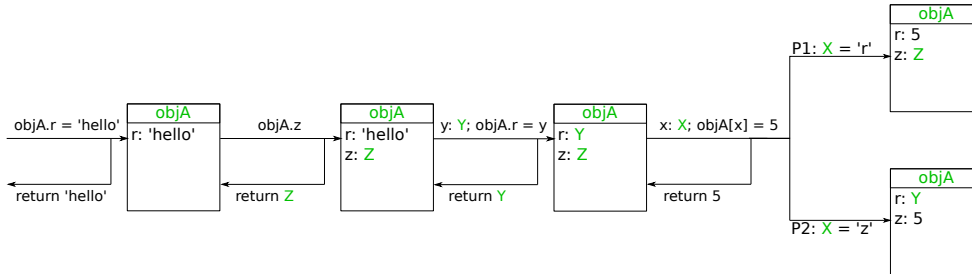 objA.r = 'hello'
return 'hello'
objA
r: 'hello'
objA.z
return Z
objA
r: 'hello'
z: Z
y: Y; objA.r = y
return Y
objA
r: Y
z: Z
x: X; objA[x] = 5
return 5
P1: X = 'r'
objA
r: 5
z: Z
P2: X = 'z'
objA
r: Y
z: 5